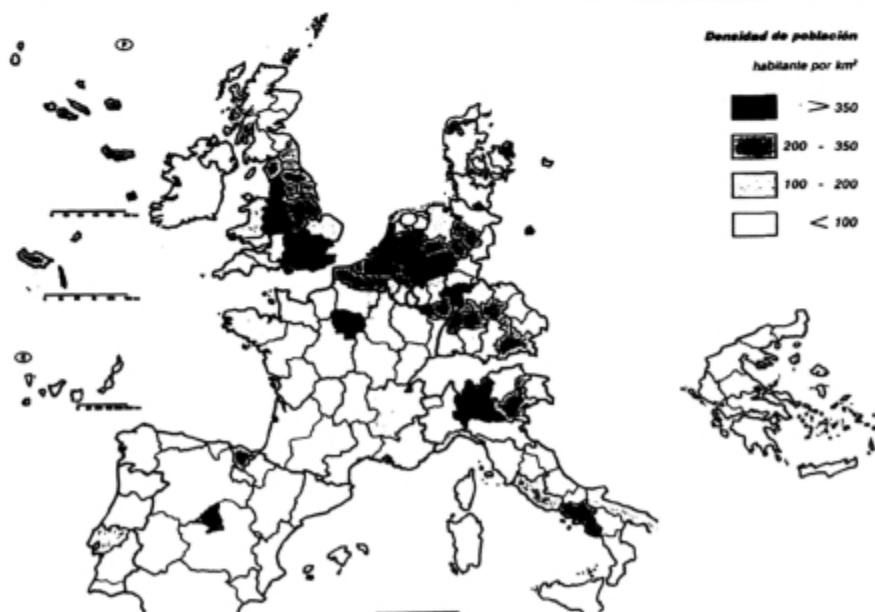 Densidad de población
habitante por km²
> 350
200 - 350
100 - 200
< 100
P